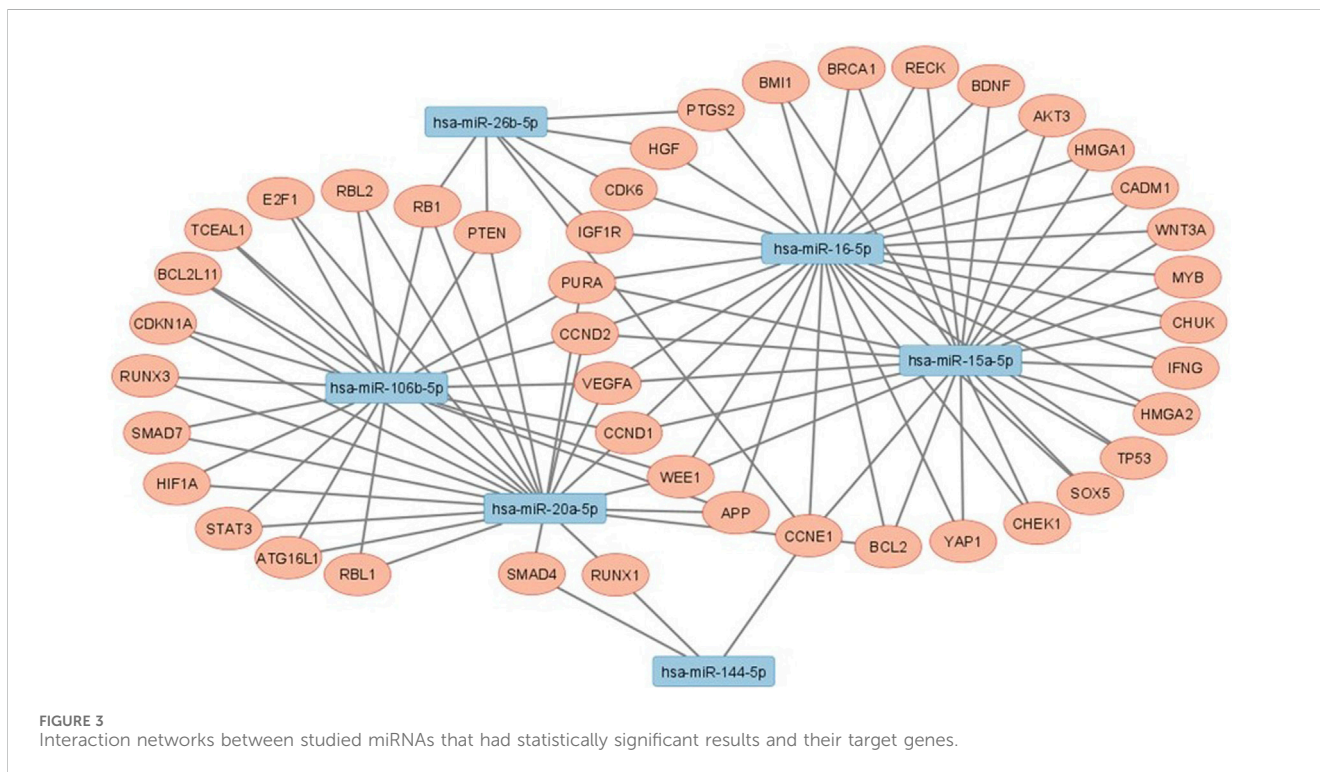 BRCA1
RECK
BMI1
BDNF
PTGS2
AKT3
hsa-miR-26b-5p
HGF
HMGA1
CDK6
CADM1
RBL2
E2F1
RB1
TCEAL1
PTEN
IGF1R
WNT3A
hsa-miR-16-5p
BCL2L11
PURA
MYB
CDKN1A
CCND2
CHUK
hsa-miR-15a-5p
IFNG
RUNX3
hsa-miR-106b-5p
VEGFA
HMGA2
SMAD7
CCND1
TP53
HIF1A
WEE1
SOX5
hsa-miR-20a-5p
APP
STAT3
CHEK1
CCNE1
BCL2
YAP1
ATG16L1
RBL1
SMAD4
RUNX1
hsa-miR-144-5p
FIGURE 3
Interaction networks between studied miRNAs that had statistically significant results and their target genes.